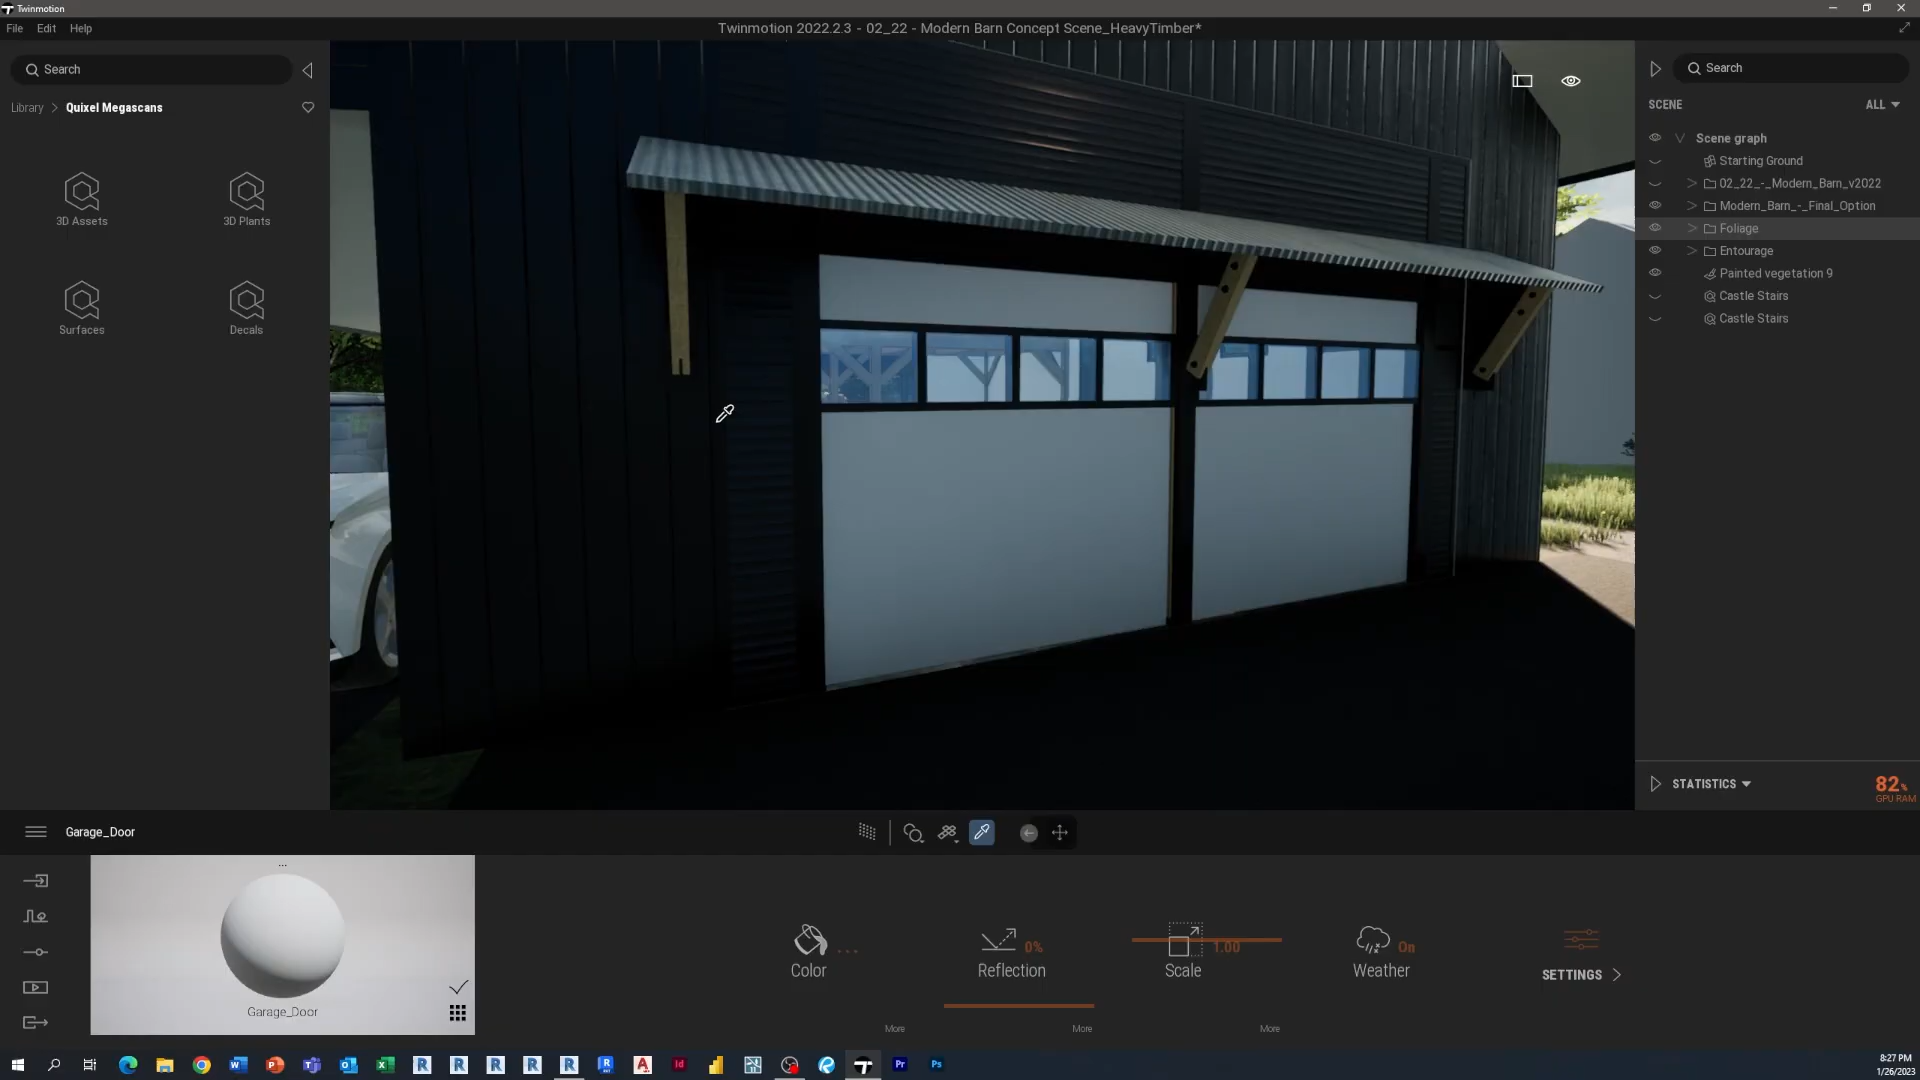 Twinmotion
File Edit Help
Twinmotion 2022.2.3 - 02_22 - Modern Barn Concept Scene_HeavyTimber*
Search
Library > Quixel Megascans
3D Assets
3D Plants
Surfaces
Decals
Search
SCENE
ALL
Scene graph
Starting Ground
02_22_-_Modern_Barn_v2022
Modern_Barn_-_Final_Option
Foliage
Entourage
Painted vegetation 9
Castle Stairs
Castle Stairs
STATISTICS
82%
GPU RAM
Garage_Door
...
Garage_Door
Color ...
Reflection 0%
Scale 1.00
Weather On
SETTINGS
More
More
More
8:27 PM
1/26/2023